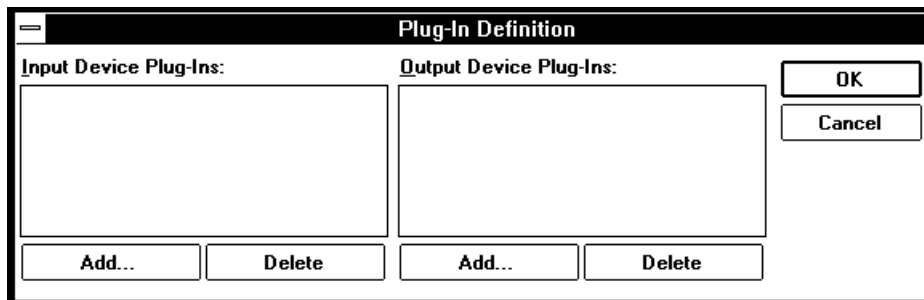 Plug-In Definition
Input Device Plug-Ins:
Output Device Plug-Ins:
OK
Cancel
Add...
Delete
Add...
Delete